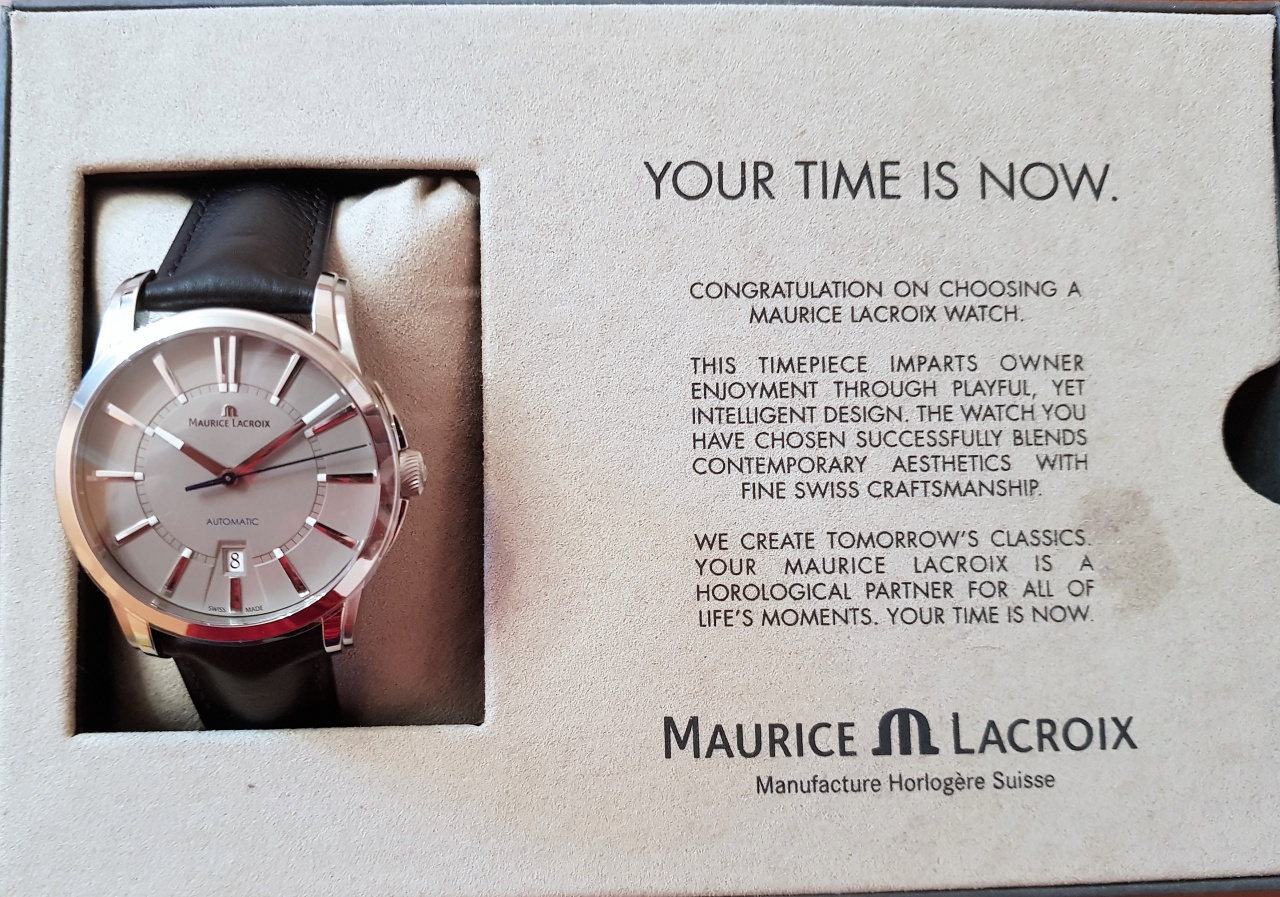 MAURICE LACROIX
AUTOMATIC
8
SWISS MADE
YOUR TIME IS NOW.
CONGRATULATION ON CHOOSING A
MAURICE LACROIX WATCH.
THIS TIMEPIECE IMPARTS OWNER
ENJOYMENT THROUGH PLAYFUL, YET
INTELLIGENT DESIGN. THE WATCH YOU
HAVE CHOSEN SUCCESSFULLY BLENDS
CONTEMPORARY AESTHETICS WITH
FINE SWISS CRAFTSMANSHIP.
WE CREATE TOMORROW'S CLASSICS.
YOUR MAURICE LACROIX IS A
HOROLOGICAL PARTNER FOR ALL OF
LIFE'S MOMENTS. YOUR TIME IS NOW.
MAURICE M LACROIX
Manufacture Horlogère Suisse